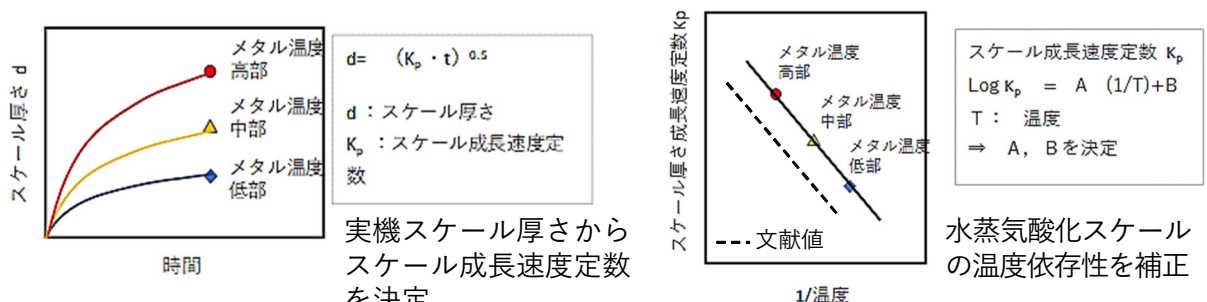 スケール厚さ d
メタル温度
高部
メタル温度
中部
メタル温度
低部
時間
d= (Kp・t) 0.5
d：スケール厚さ
Kp：スケール成長速度定
数
実機スケール厚さから
スケール成長速度定数
を決定
スケール厚さ成長速度定数Kp
メタル温度
高部
メタル温度
中部
メタル温度
低部
文献値
1/温度
スケール成長速度定数 Kp
Log Kp = A (1/T)+B
T： 温度
⇒ A，Bを決定
水蒸気酸化スケール
の温度依存性を補正